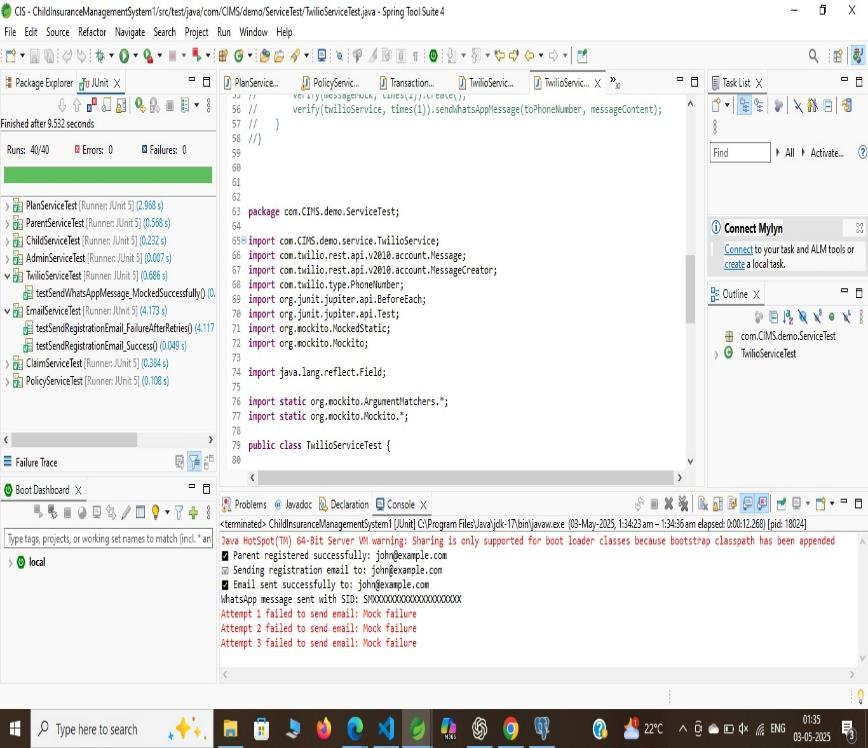 CIS - ChildInsuranceManagementSystem1/src/test/java/com/CIMS/demo/ServiceTest/TwilioServiceTest.java - Spring Tool Suite 4
File Edit Source Refactor Navigate Search Project Run Window Help
Package Explorer JUnit
Finished after 9.532 seconds
Runs: 40/40 Errors: 0 Failures: 0
PlanServiceTest [Runner: JUnit 5] (2.968 s)
ParentServiceTest [Runner: JUnit 5] (0.568 s)
ChildServiceTest [Runner: JUnit 5] (0.232 s)
AdminServiceTest [Runner: JUnit 5] (0.007 s)
TwilioServiceTest [Runner: JUnit 5] (0.686 s)
testSendWhatsAppMessage_MockedSuccessfully() (0.
EmailServiceTest [Runner: JUnit 5] (4.173 s)
testSendRegistrationEmail_FailureAfterRetries() (4.117
testSendRegistrationEmail_Success() (0.049 s)
ClaimServiceTest [Runner: JUnit 5] (0.384 s)
PolicyServiceTest [Runner: JUnit 5] (0.108 s)
Failure Trace
Boot Dashboard
Type tags, projects, or working set names to match (incl. * an
local
PlanService... PolicyServic... Transaction... TwilioServic... TwilioServic...
55 // verify(messageMock, times(1)).create();
56 // verify(twilioService, times(1)).sendWhatsAppMessage(toPhoneNumber, messageContent);
57 // }
58 //}
59
60
61
62
63 package com.CIMS.demo.ServiceTest;
64
65 import com.CIMS.demo.service.TwilioService;
66 import com.twilio.rest.api.v2010.account.Message;
67 import com.twilio.rest.api.v2010.account.MessageCreator;
68 import com.twilio.type.PhoneNumber;
69 import org.junit.jupiter.api.BeforeEach;
70 import org.junit.jupiter.api.Test;
71 import org.mockito.MockedStatic;
72 import org.mockito.Mockito;
73
74 import java.lang.reflect.Field;
75
76 import static org.mockito.ArgumentMatchers.*;
77 import static org.mockito.Mockito.*;
78
79 public class TwilioServiceTest {
80
Problems Javadoc Declaration Console
<terminated> ChildInsuranceManagementSystem1 [JUnit] C:\Program Files\Java\jdk-17\bin\javaw.exe (03-May-2025, 1:34:23 am – 1:34:36 am elapsed: 0:00:12.268) [pid: 18024]
Java HotSpot(TM) 64-Bit Server VM warning: Sharing is only supported for boot loader classes because bootstrap classpath has been appended
Parent registered successfully: john@example.com
Sending registration email to: john@example.com
Email sent successfully to: john@example.com
Attempt 1 failed to send email: Mock failure
Attempt 2 failed to send email: Mock failure
Attempt 3 failed to send email: Mock failure
Task List
Find All Activate...
Connect Mylyn
Connect to your task and ALM tools or
create a local task.
Outline
com.CIMS.demo.ServiceTest
TwilioServiceTest
Type here to search
22°C ENG
01:35
03-05-2025